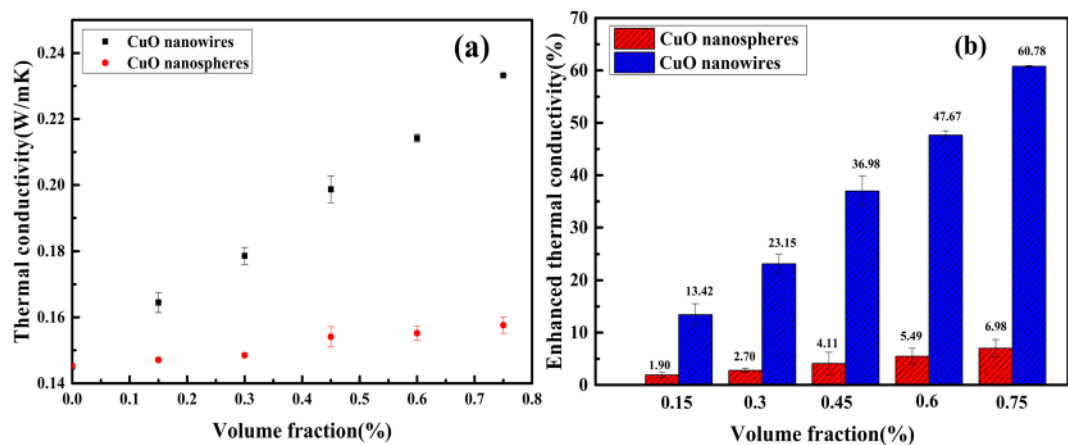 (a)
CuO nanowires
CuO nanospheres
Thermal conductivity(W/mK)
0.24
0.22
0.20
0.18
0.16
0.14
0.0 0.1 0.2 0.3 0.4 0.5 0.6 0.7 0.8
Volume fraction(%)
(b)
CuO nanospheres
CuO nanowires
Enhanced thermal conductivity(%)
70
60
50
40
30
20
10
0
1.90
13.42
2.70
23.15
4.11
36.98
5.49
47.67
6.98
60.78
0.15 0.3 0.45 0.6 0.75
Volume fraction(%)